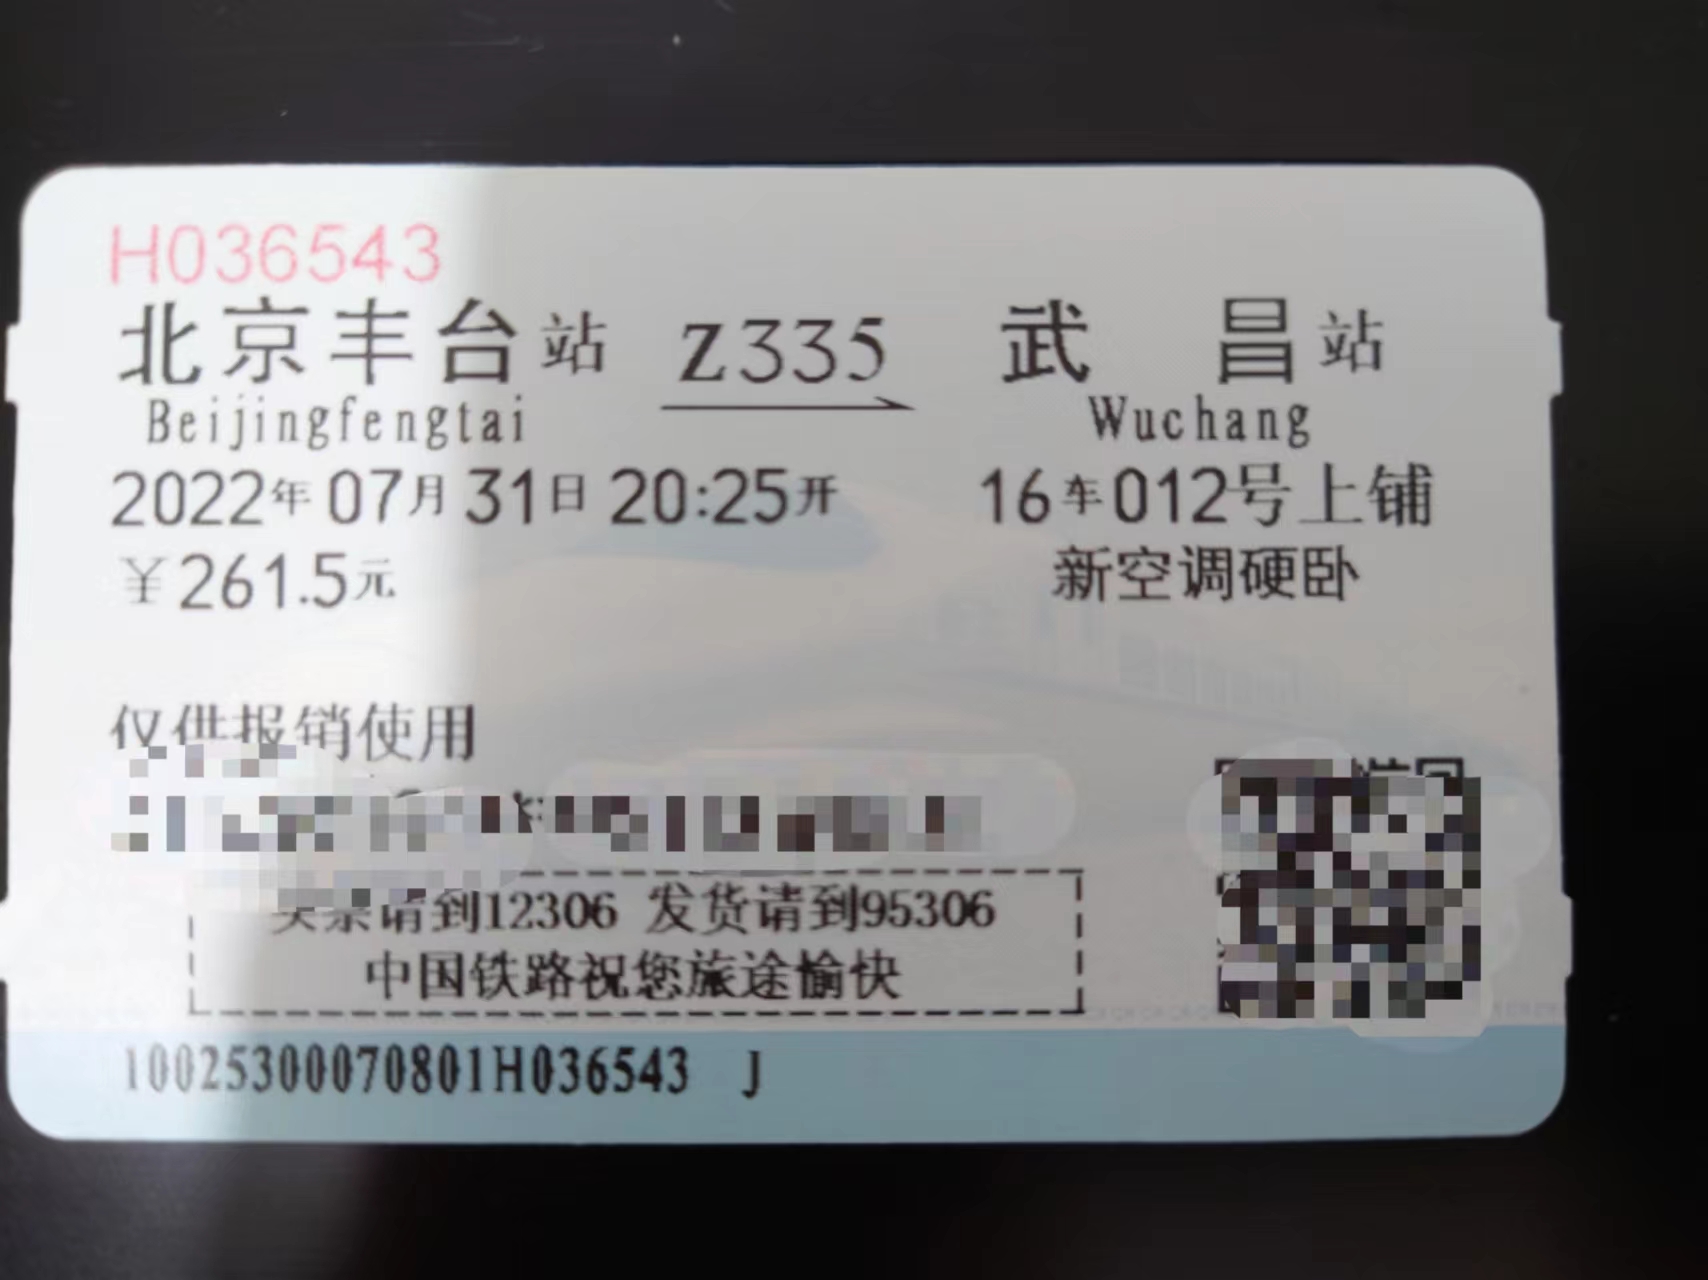 H036543
北京丰台站 Z335 武昌站
Beijingfengtai Wuchang
2022年07月31日20:25开 16车012号上铺
¥261.5元 新空调硬卧
仅供报销使用
买票请到12306 发货请到95306
中国铁路祝您旅途愉快
10025300070801H036543 J